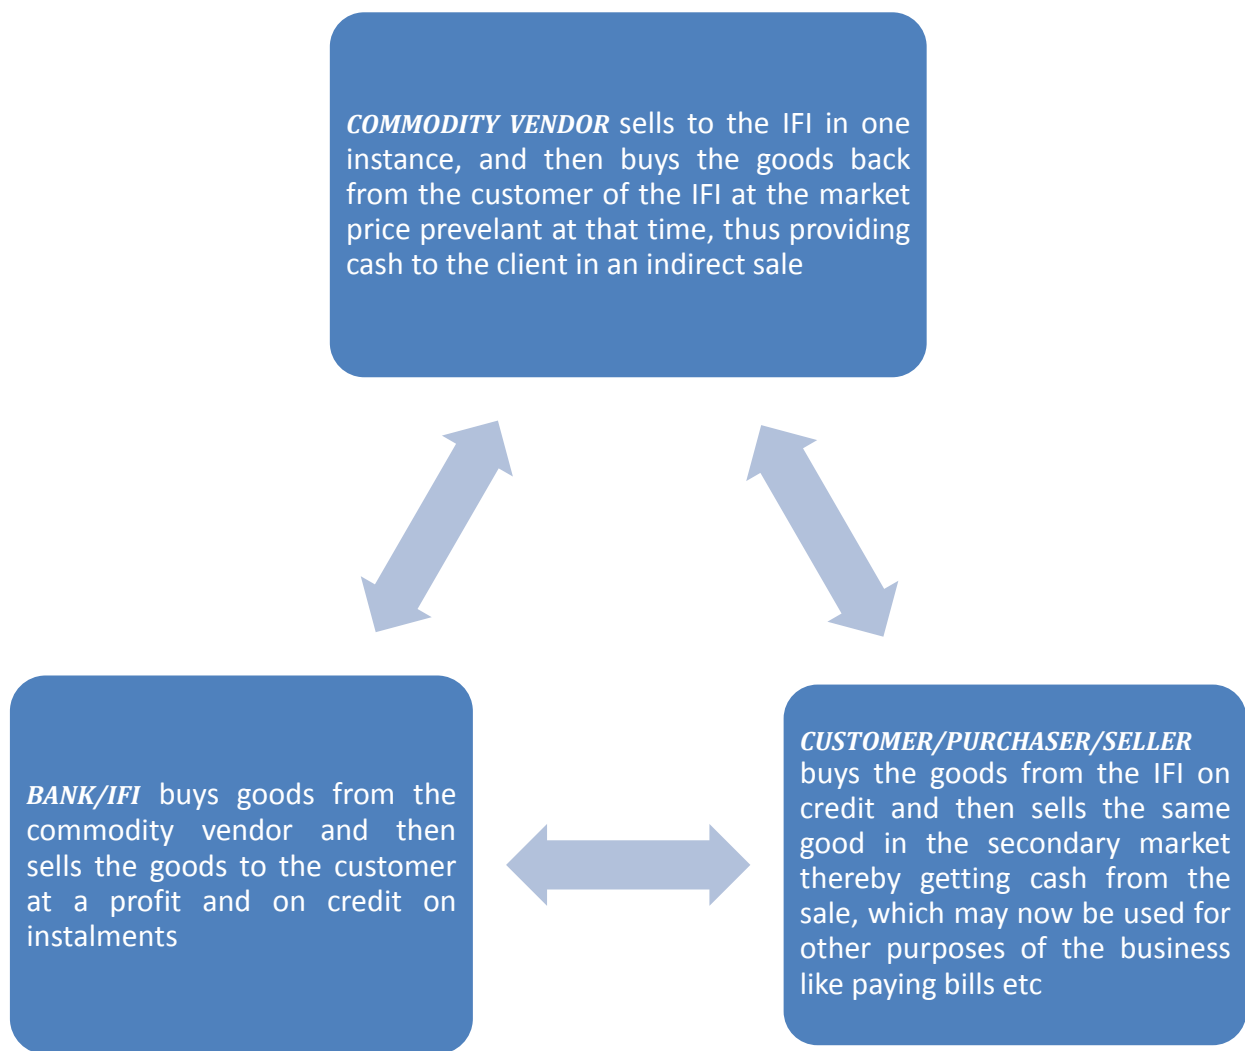 COMMODITY VENDOR sells to the IFI in one
instance, and then buys the goods back
from the customer of the IFI at the market
price prevelant at that time, thus providing
cash to the client in an indirect sale
BANK/IFI buys goods from the
commodity vendor and then
sells the goods to the customer
at a profit and on credit on
instalments
CUSTOMER/PURCHASER/SELLER
buys the goods from the IFI on
credit and then sells the same
good in the secondary market
thereby getting cash from the
sale, which may now be used for
other purposes of the business
like paying bills etc